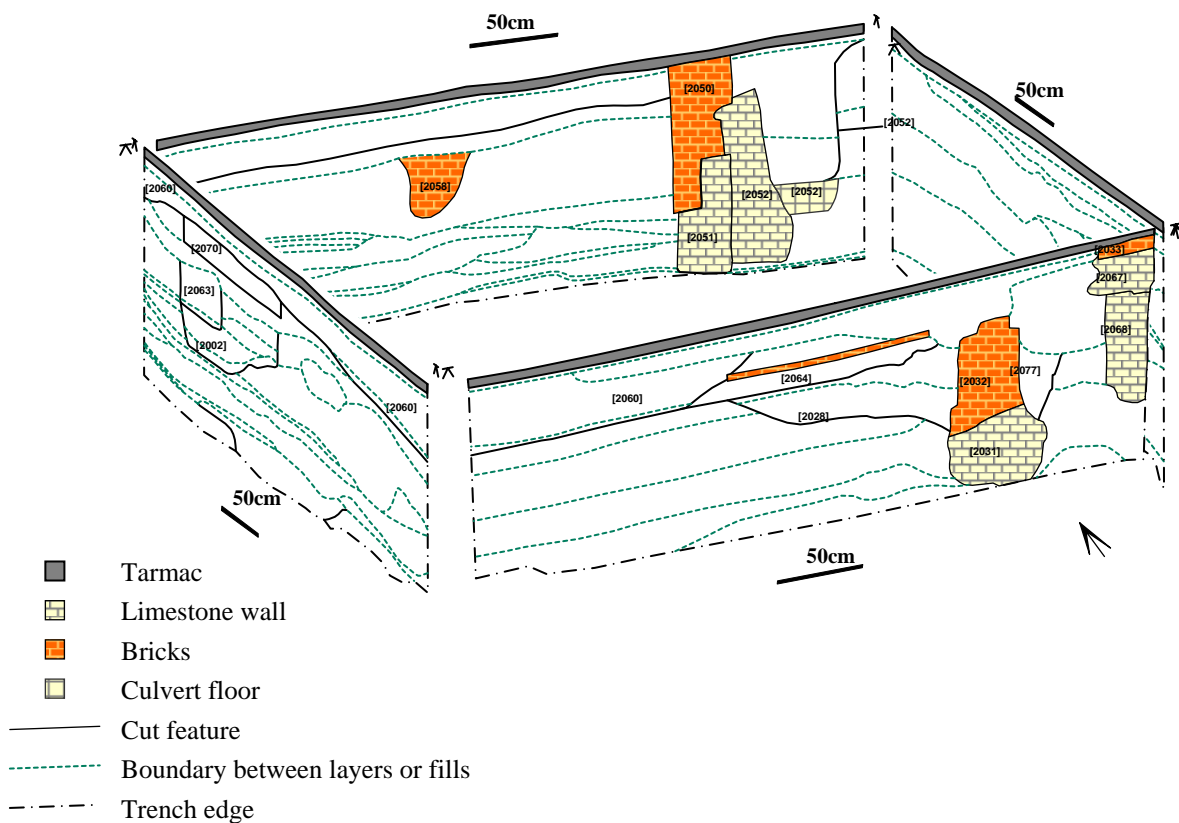 50cm
50cm
[2050]
[2052]
[2058]
[2060]
[2052]
[2052]
[2070]
[2051]
[2033]
[2067]
[2063]
[2068]
[2002]
[2077]
[2064]
[2032]
[2060]
[2060]
[2028]
[2031]
50cm
50cm
Tarmac
Limestone wall
Bricks
Culvert floor
Cut feature
Boundary between layers or fills
Trench edge